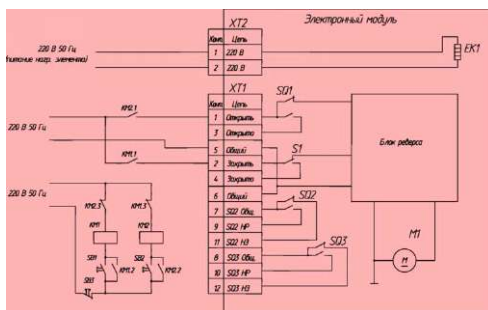 Электронный модуль
XT2
Конт. Цепь
1 220 В
2 220 В
220 В 50 Гц
(питание нагр. элемента)
EK1
XT1
Конт. Цепь
1 Открыть
3 Открыто
5 Общий
2 Закрыть
4 Закрыто
6 Общий
7 SQ2 Общ.
9 SQ2 НР
11 SQ2 НЗ
8 SQ3 Общ.
10 SQ3 НР
12 SQ3 НЗ
220 В 50 Гц
KM2.1
KM1.1
220 В 50 Гц
KM2.3
KM1.3
KM1
KM2
SB1
KM1.2
SB2
KM2.2
SB3
SQ1
S1
SQ2
SQ3
Блок реверса
M1
M